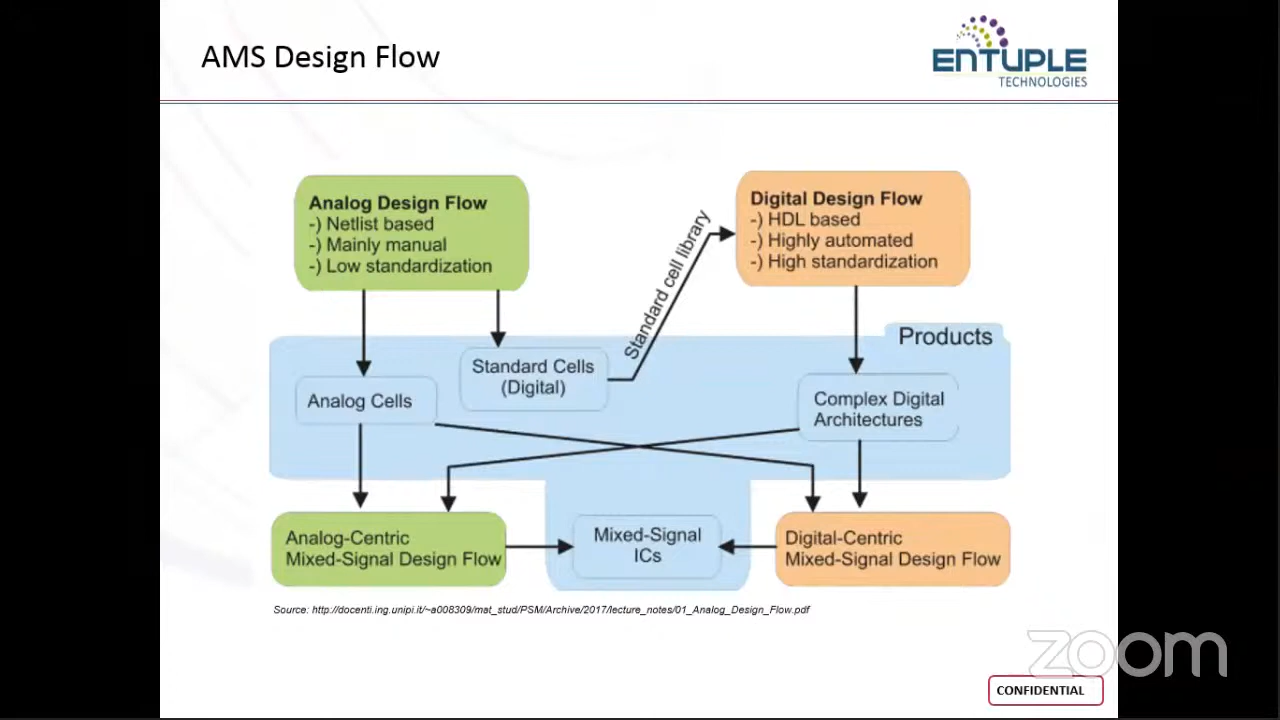 AMS Design Flow
ENTUPLE
TECHNOLOGIES
Analog Design Flow
-) Netlist based
-) Mainly manual
-) Low standardization
Standard cell library
Digital Design Flow
-) HDL based
-) Highly automated
-) High standardization
Products
Standard Cells
(Digital)
Analog Cells
Complex Digital
Architectures
Analog-Centric
Mixed-Signal Design Flow
Mixed-Signal
ICs
Digital-Centric
Mixed-Signal Design Flow
Source: http://docenti.ing.unipi.it/~a008309/mat_stud/PSM/Archive/2017/lecture_notes/01_Analog_Design_Flow.pdf
zoom
CONFIDENTIAL